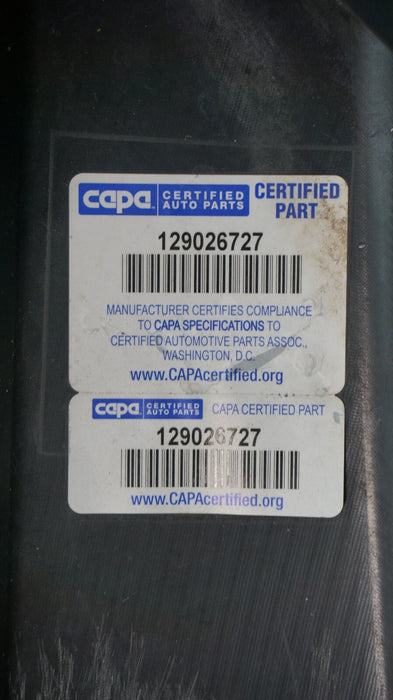 capa CERTIFIED AUTO PARTS CERTIFIED PART
129026727
MANUFACTURER CERTIFIES COMPLIANCE
TO CAPA SPECIFICATIONS TO
CERTIFIED AUTOMOTIVE PARTS ASSOC.,
WASHINGTON, D.C.
www.CAPAcertified.org
capa CERTIFIED AUTO PARTS CAPA CERTIFIED PART
129026727
www.CAPAcertified.org